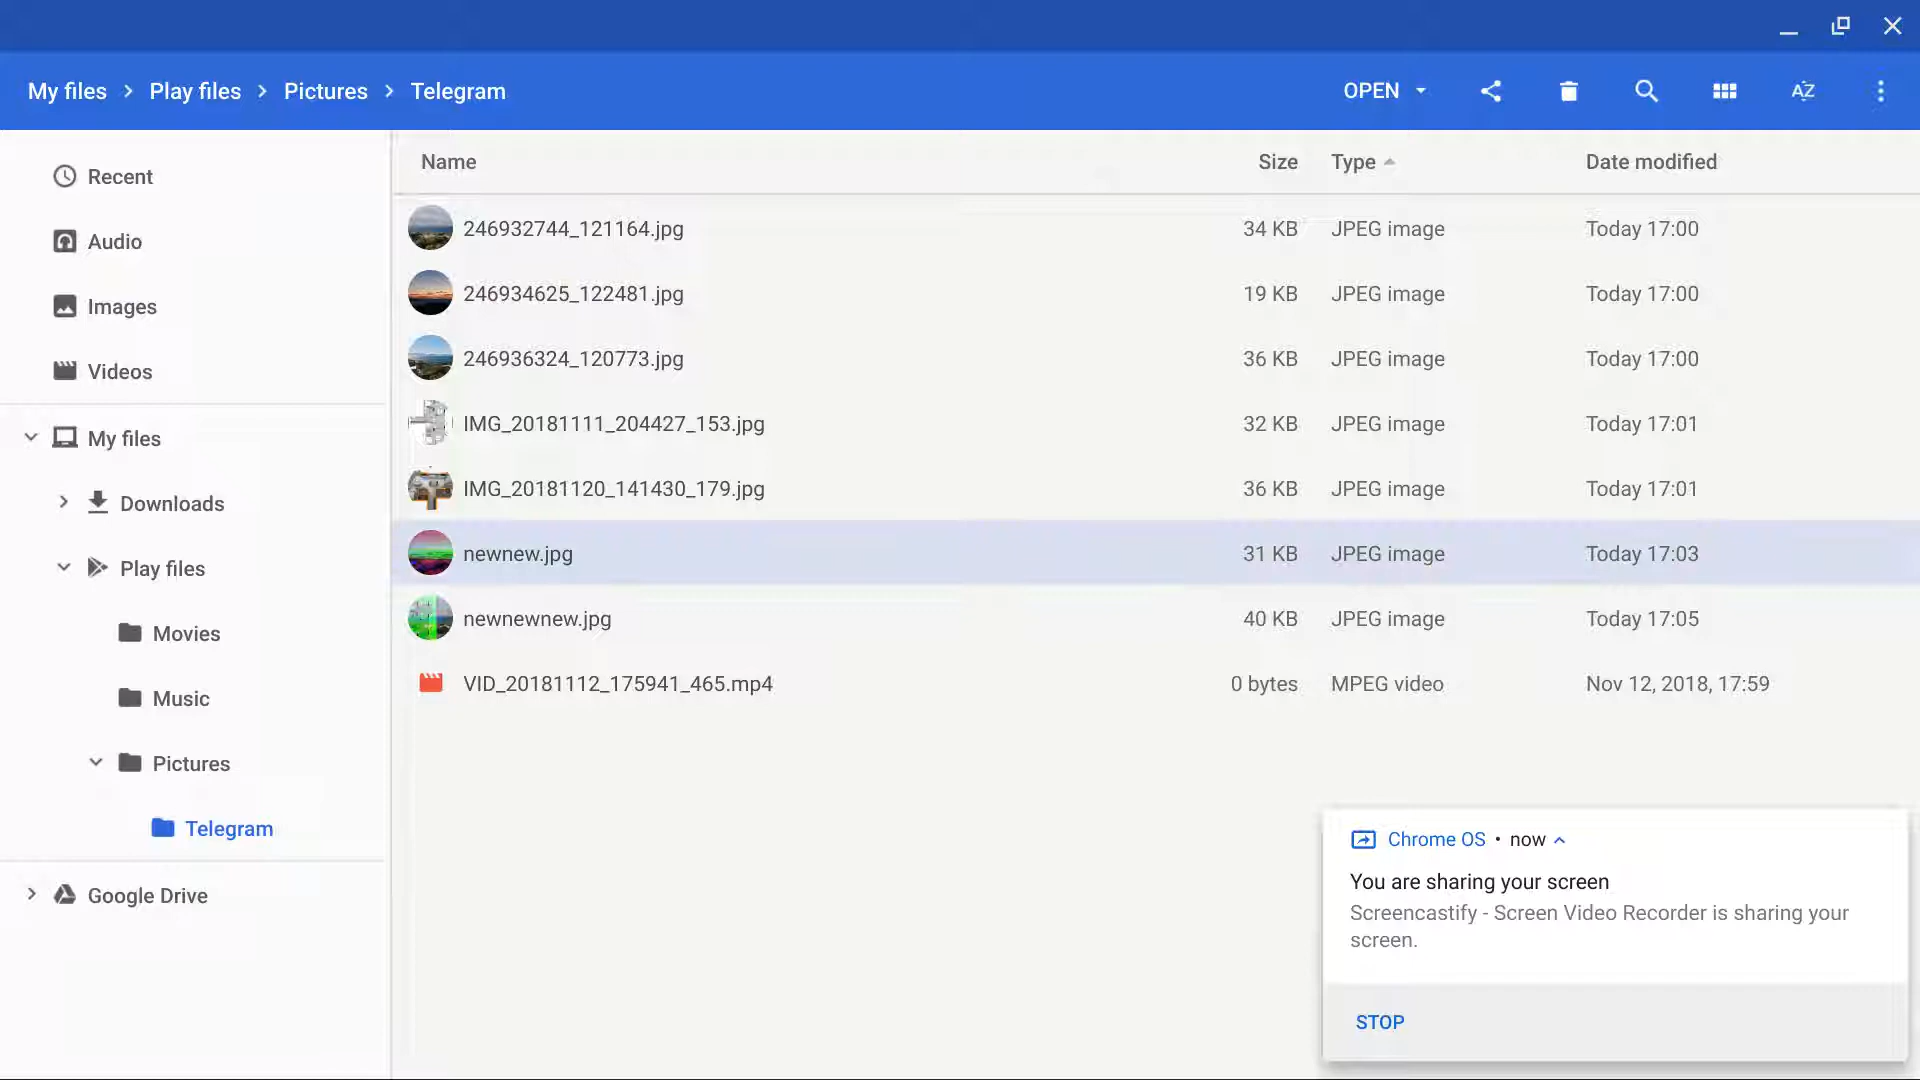 My files > Play files > Pictures > Telegram OPEN AZ
Name Size Type Date modified
Recent
Audio
Images
Videos
My files
Downloads
Play files
Movies
Music
Pictures
Telegram
Google Drive
246932744_121164.jpg 34 KB JPEG image Today 17:00
246934625_122481.jpg 19 KB JPEG image Today 17:00
246936324_120773.jpg 36 KB JPEG image Today 17:00
IMG_20181111_204427_153.jpg 32 KB JPEG image Today 17:01
IMG_20181120_141430_179.jpg 36 KB JPEG image Today 17:01
newnew.jpg 31 KB JPEG image Today 17:03
newnewnew.jpg 40 KB JPEG image Today 17:05
VID_20181112_175941_465.mp4 0 bytes MPEG video Nov 12, 2018, 17:59
Chrome OS • now
You are sharing your screen
Screencastify - Screen Video Recorder is sharing your
screen.
STOP